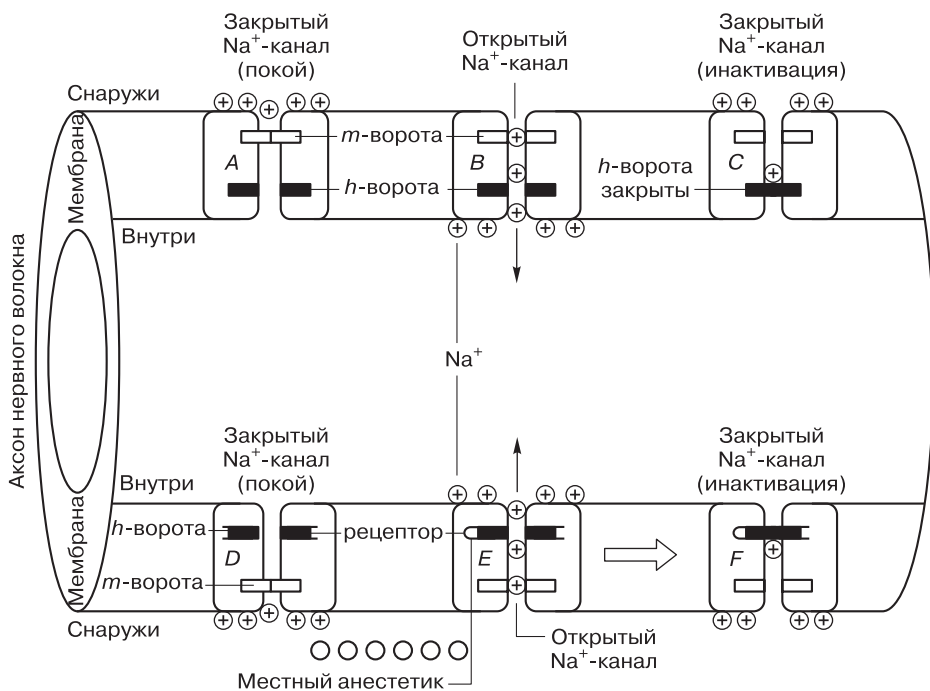 Закрытый
Na⁺-канал
(покой)
Открытый
Na⁺-канал
Закрытый
Na⁺-канал
(инактивация)
Снаружи
Мембрана
m-ворота
A
B
C
h-ворота
h-ворота
закрыты
Внутри
Аксон нервного волокна
Na⁺
Закрытый
Na⁺-канал
(покой)
Закрытый
Na⁺-канал
(инактивация)
Внутри
Мембрана
h-ворота
рецептор
D
E
F
m-ворота
Снаружи
Открытый
Na⁺-канал
Местный анестетик
+ + + + +
+ + +
+ + + + +
+ + + +
+ + + +
+ + +
+
+ + + + +
+ + + + +